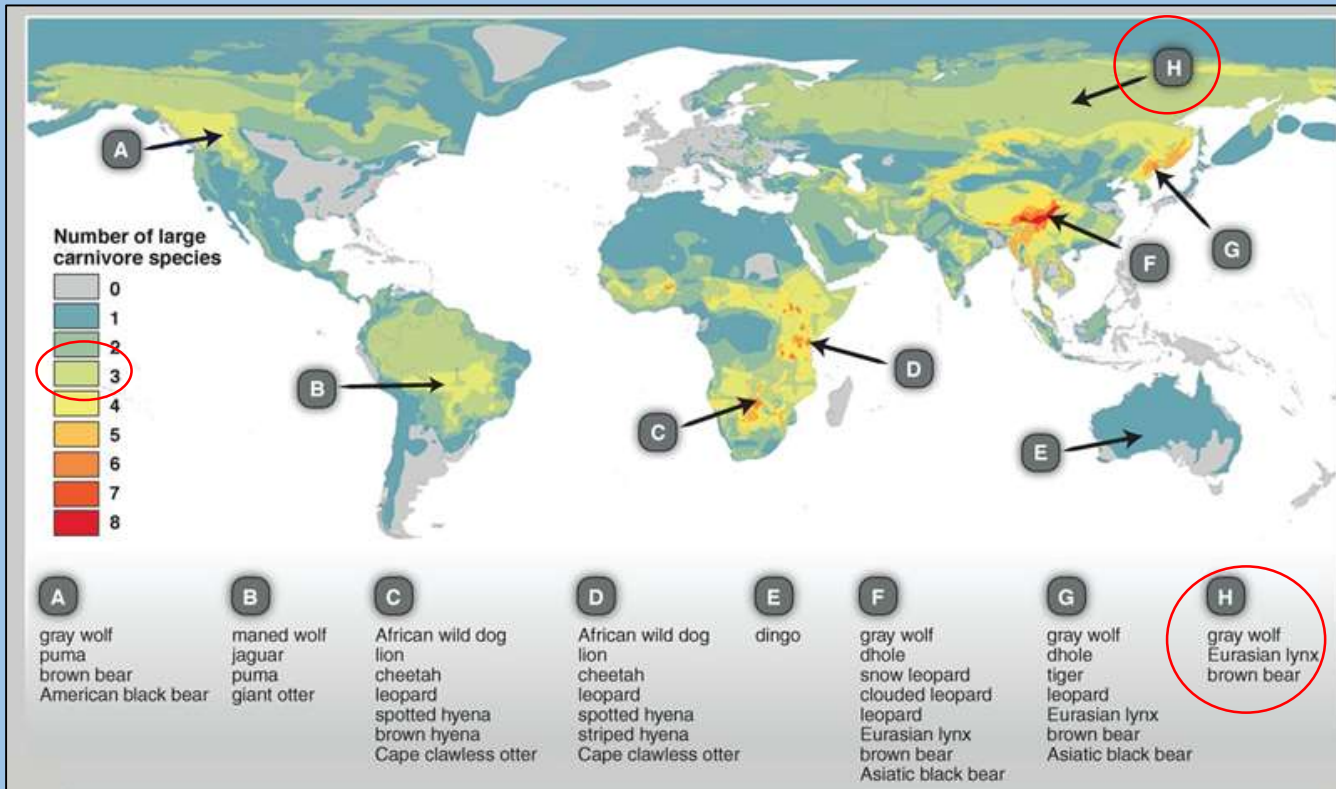 H
A
G
F
D
B
C
E
Number of large
carnivore species
0
1
2
3
4
5
6
7
8
A
gray wolf
puma
brown bear
American black bear
B
maned wolf
jaguar
puma
giant otter
C
African wild dog
lion
cheetah
leopard
spotted hyena
brown hyena
Cape clawless otter
D
African wild dog
lion
cheetah
leopard
spotted hyena
striped hyena
Cape clawless otter
E
dingo
F
gray wolf
dhole
snow leopard
clouded leopard
leopard
Eurasian lynx
brown bear
Asiatic black bear
G
gray wolf
dhole
tiger
leopard
Eurasian lynx
brown bear
Asiatic black bear
H
gray wolf
Eurasian lynx
brown bear